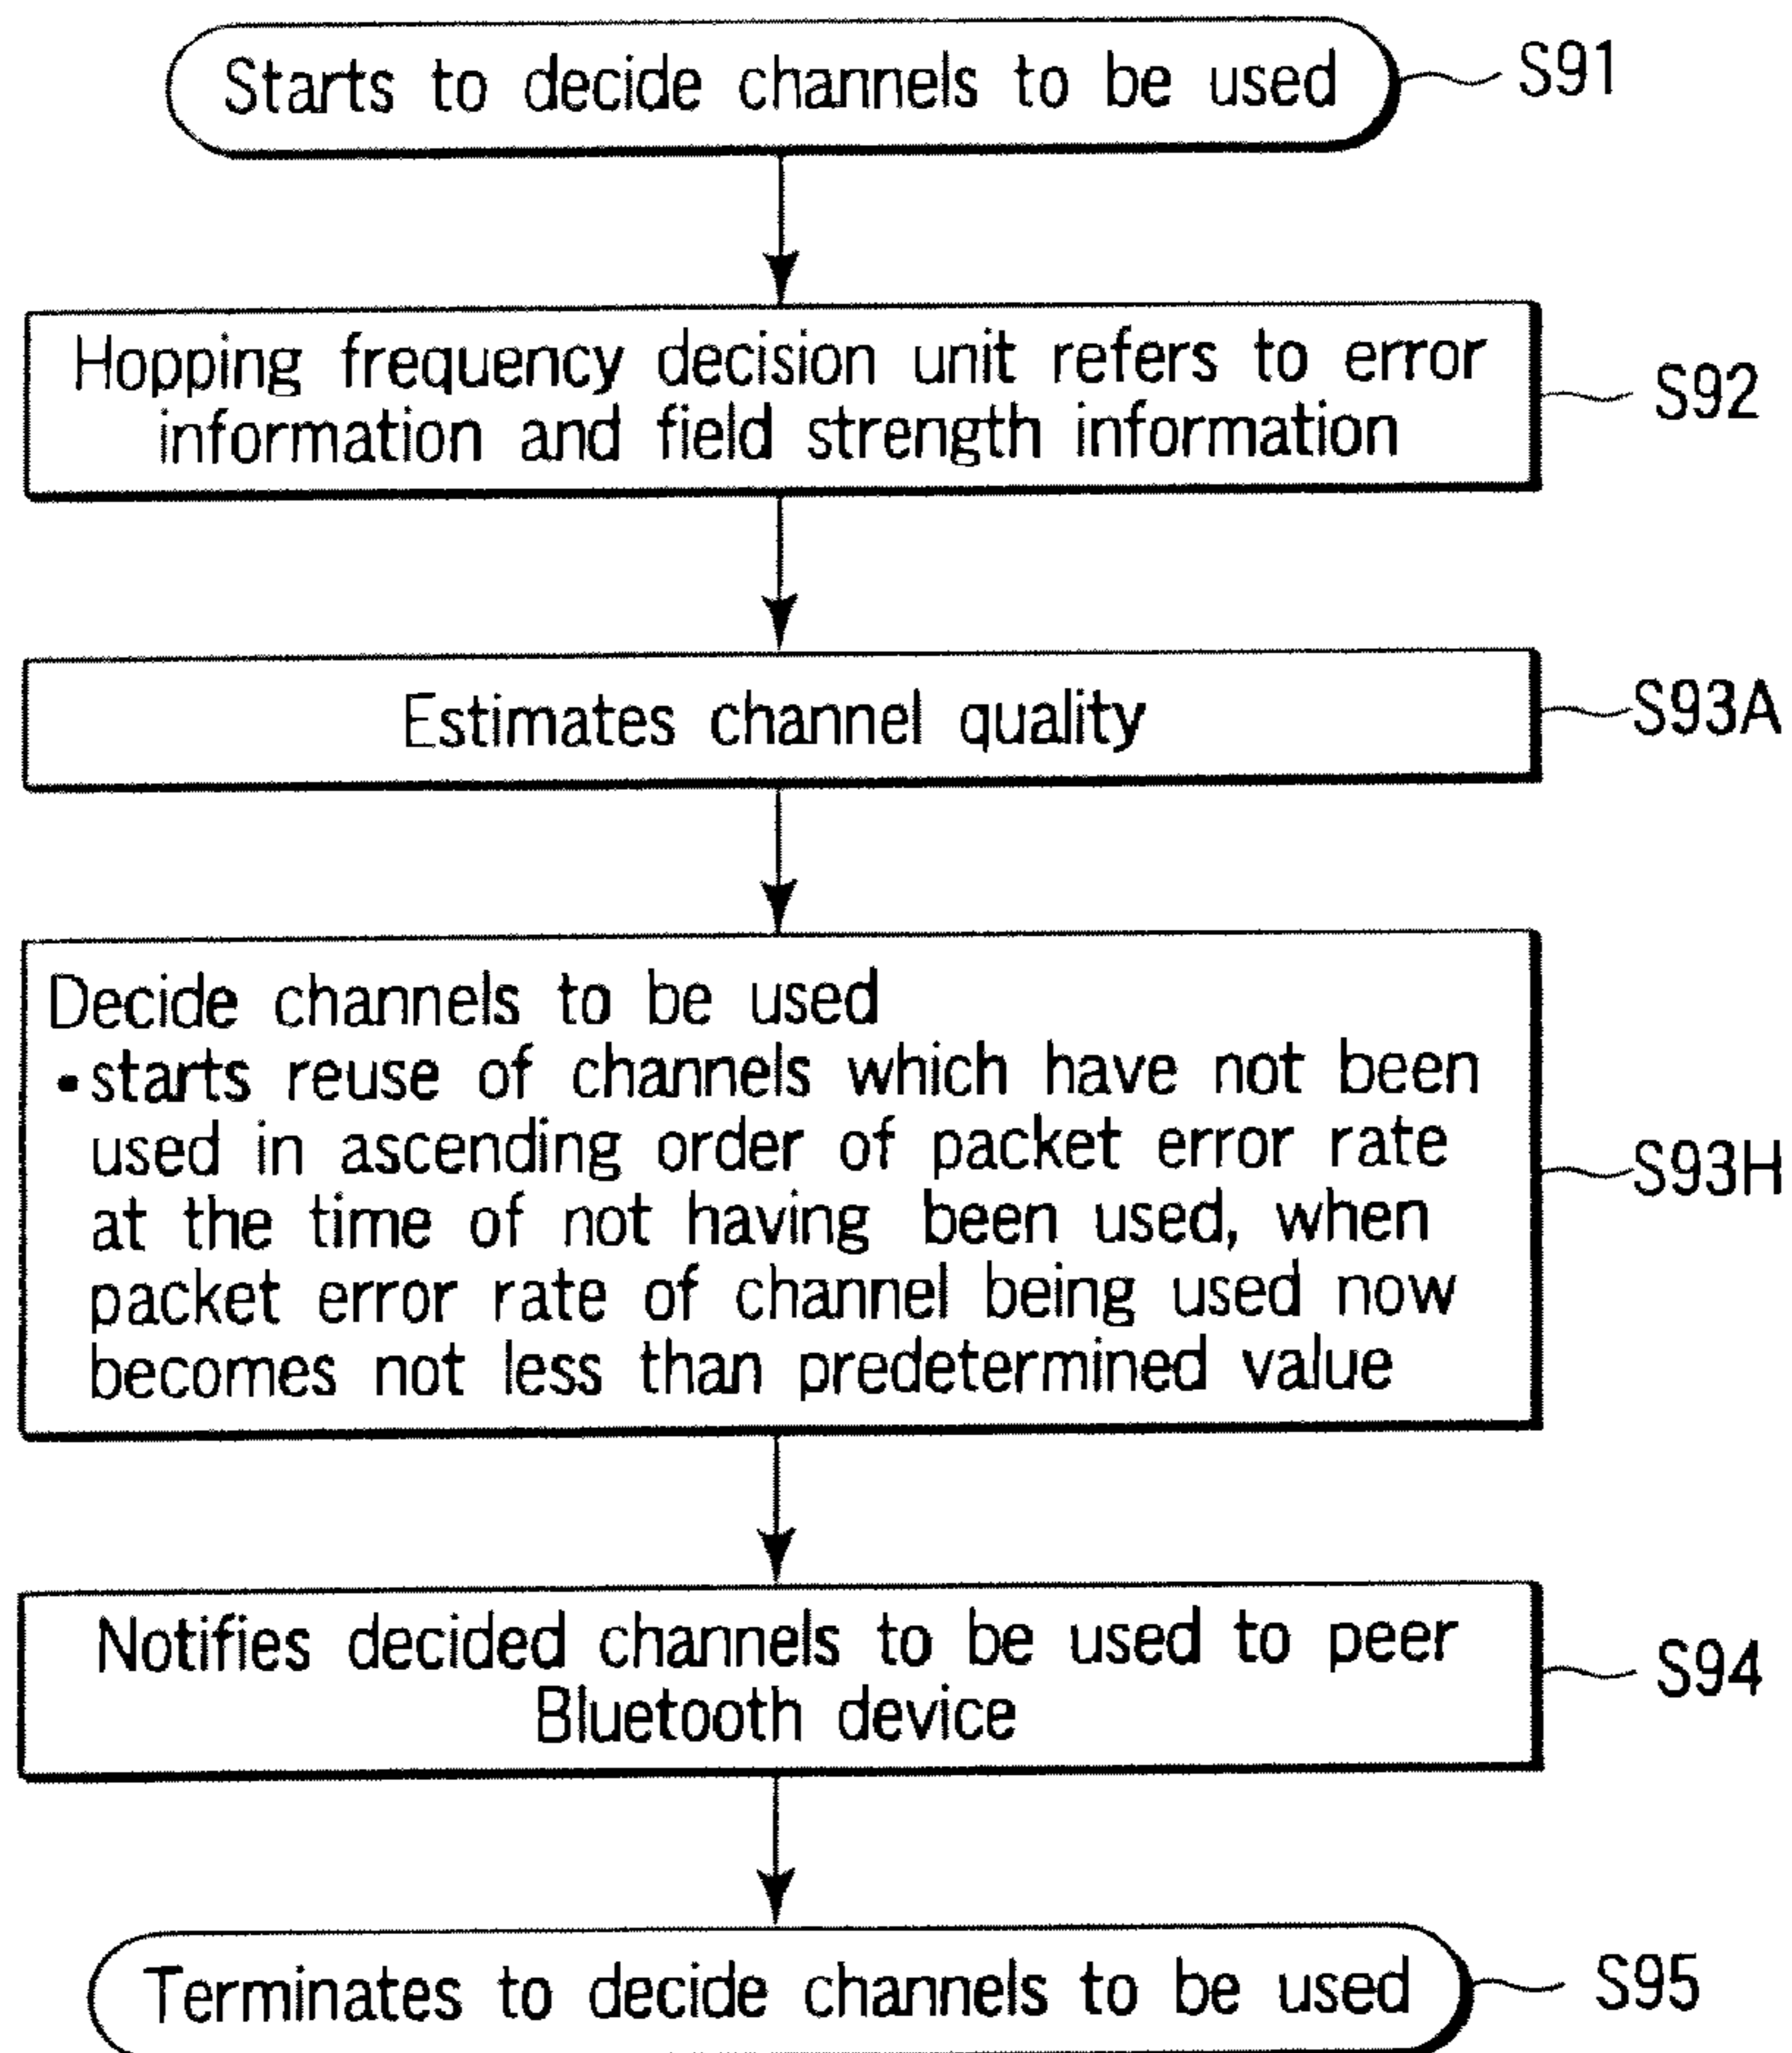 Starts to decide channels to be used
S91
Hopping frequency decision unit refers to error
information and field strength information
S92
Estimates channel quality
S93A
Decide channels to be used
•starts reuse of channels which have not been
used in ascending order of packet error rate
at the time of not having been used, when
packet error rate of channel being used now
becomes not less than predetermined value
S93H
Notifies decided channels to be used to peer
Bluetooth device
S94
Terminates to decide channels to be used
S95